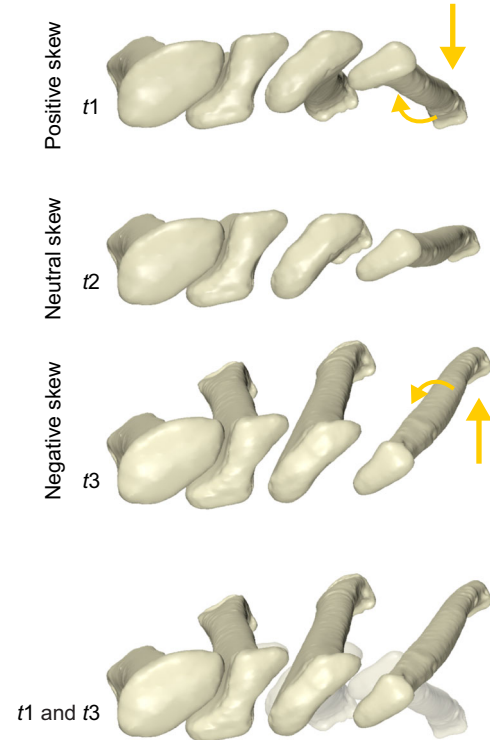 Positive skew
t1
Neutral skew
t2
Negative skew
t3
t1 and t3